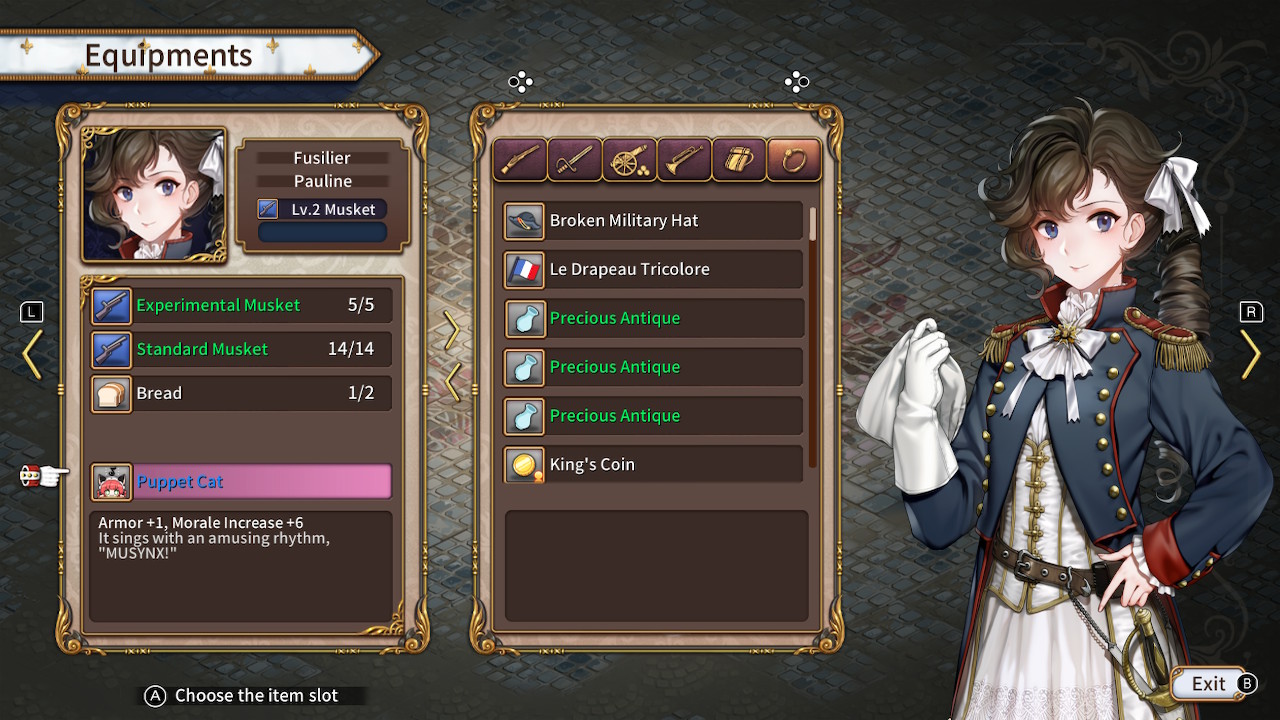 Equipments
Fusilier
Pauline
Lv.2 Musket
L
Experimental Musket 5/5
Standard Musket 14/14
Bread 1/2
Puppet Cat
Armor +1, Morale Increase +6
It sings with an amusing rhythm,
"MUSYNX!"
Broken Military Hat
Le Drapeau Tricolore
Precious Antique
Precious Antique
Precious Antique
King's Coin
R
A Choose the item slot
Exit B